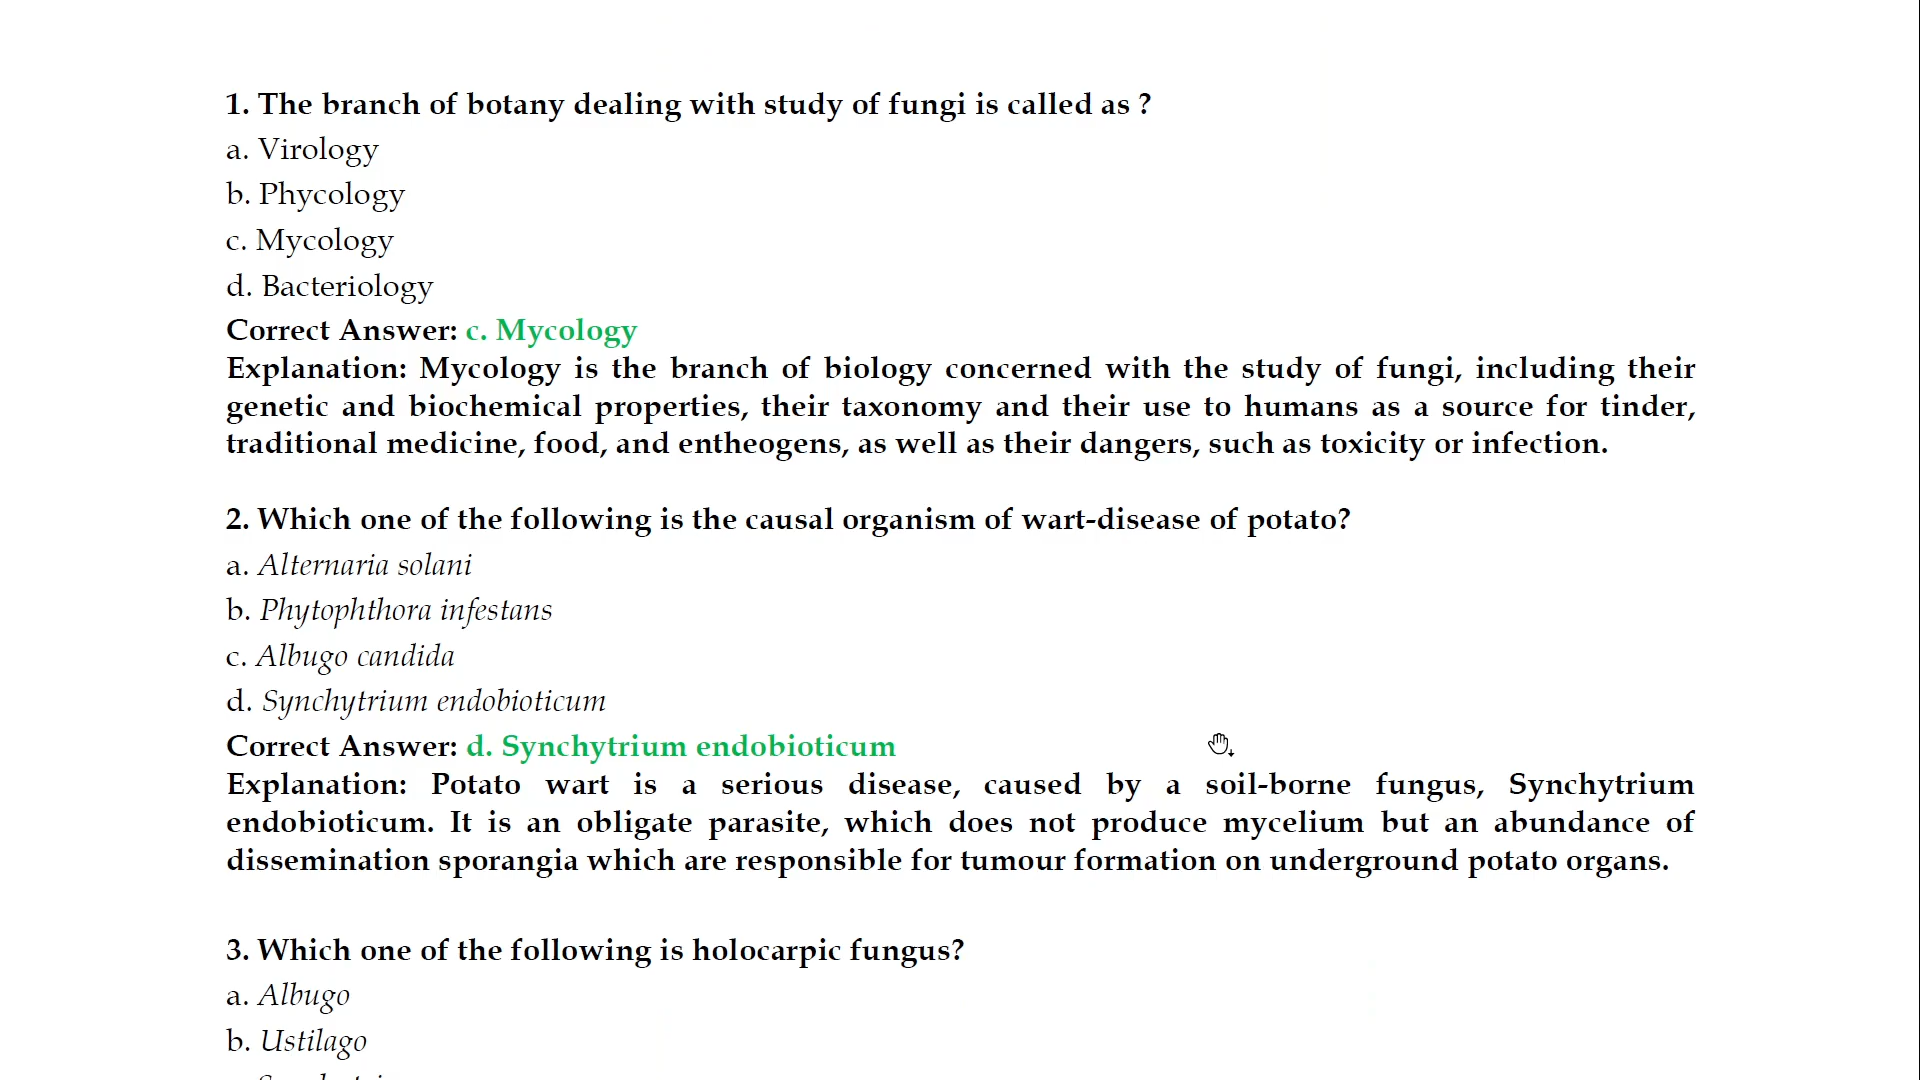 1. The branch of botany dealing with study of fungi is called as ?
a. Virology
b. Phycology
c. Mycology
d. Bacteriology
Correct Answer: c. Mycology
Explanation: Mycology is the branch of biology concerned with the study of fungi, including their
genetic and biochemical properties, their taxonomy and their use to humans as a source for tinder,
traditional medicine, food, and entheogens, as well as their dangers, such as toxicity or infection.
2. Which one of the following is the causal organism of wart-disease of potato?
a. Alternaria solani
b. Phytophthora infestans
c. Albugo candida
d. Synchytrium endobioticum
Correct Answer: d. Synchytrium endobioticum
Explanation: Potato wart is a serious disease, caused by a soil-borne fungus, Synchytrium
endobioticum. It is an obligate parasite, which does not produce mycelium but an abundance of
dissemination sporangia which are responsible for tumour formation on underground potato organs.
3. Which one of the following is holocarpic fungus?
a. Albugo
b. Ustilago